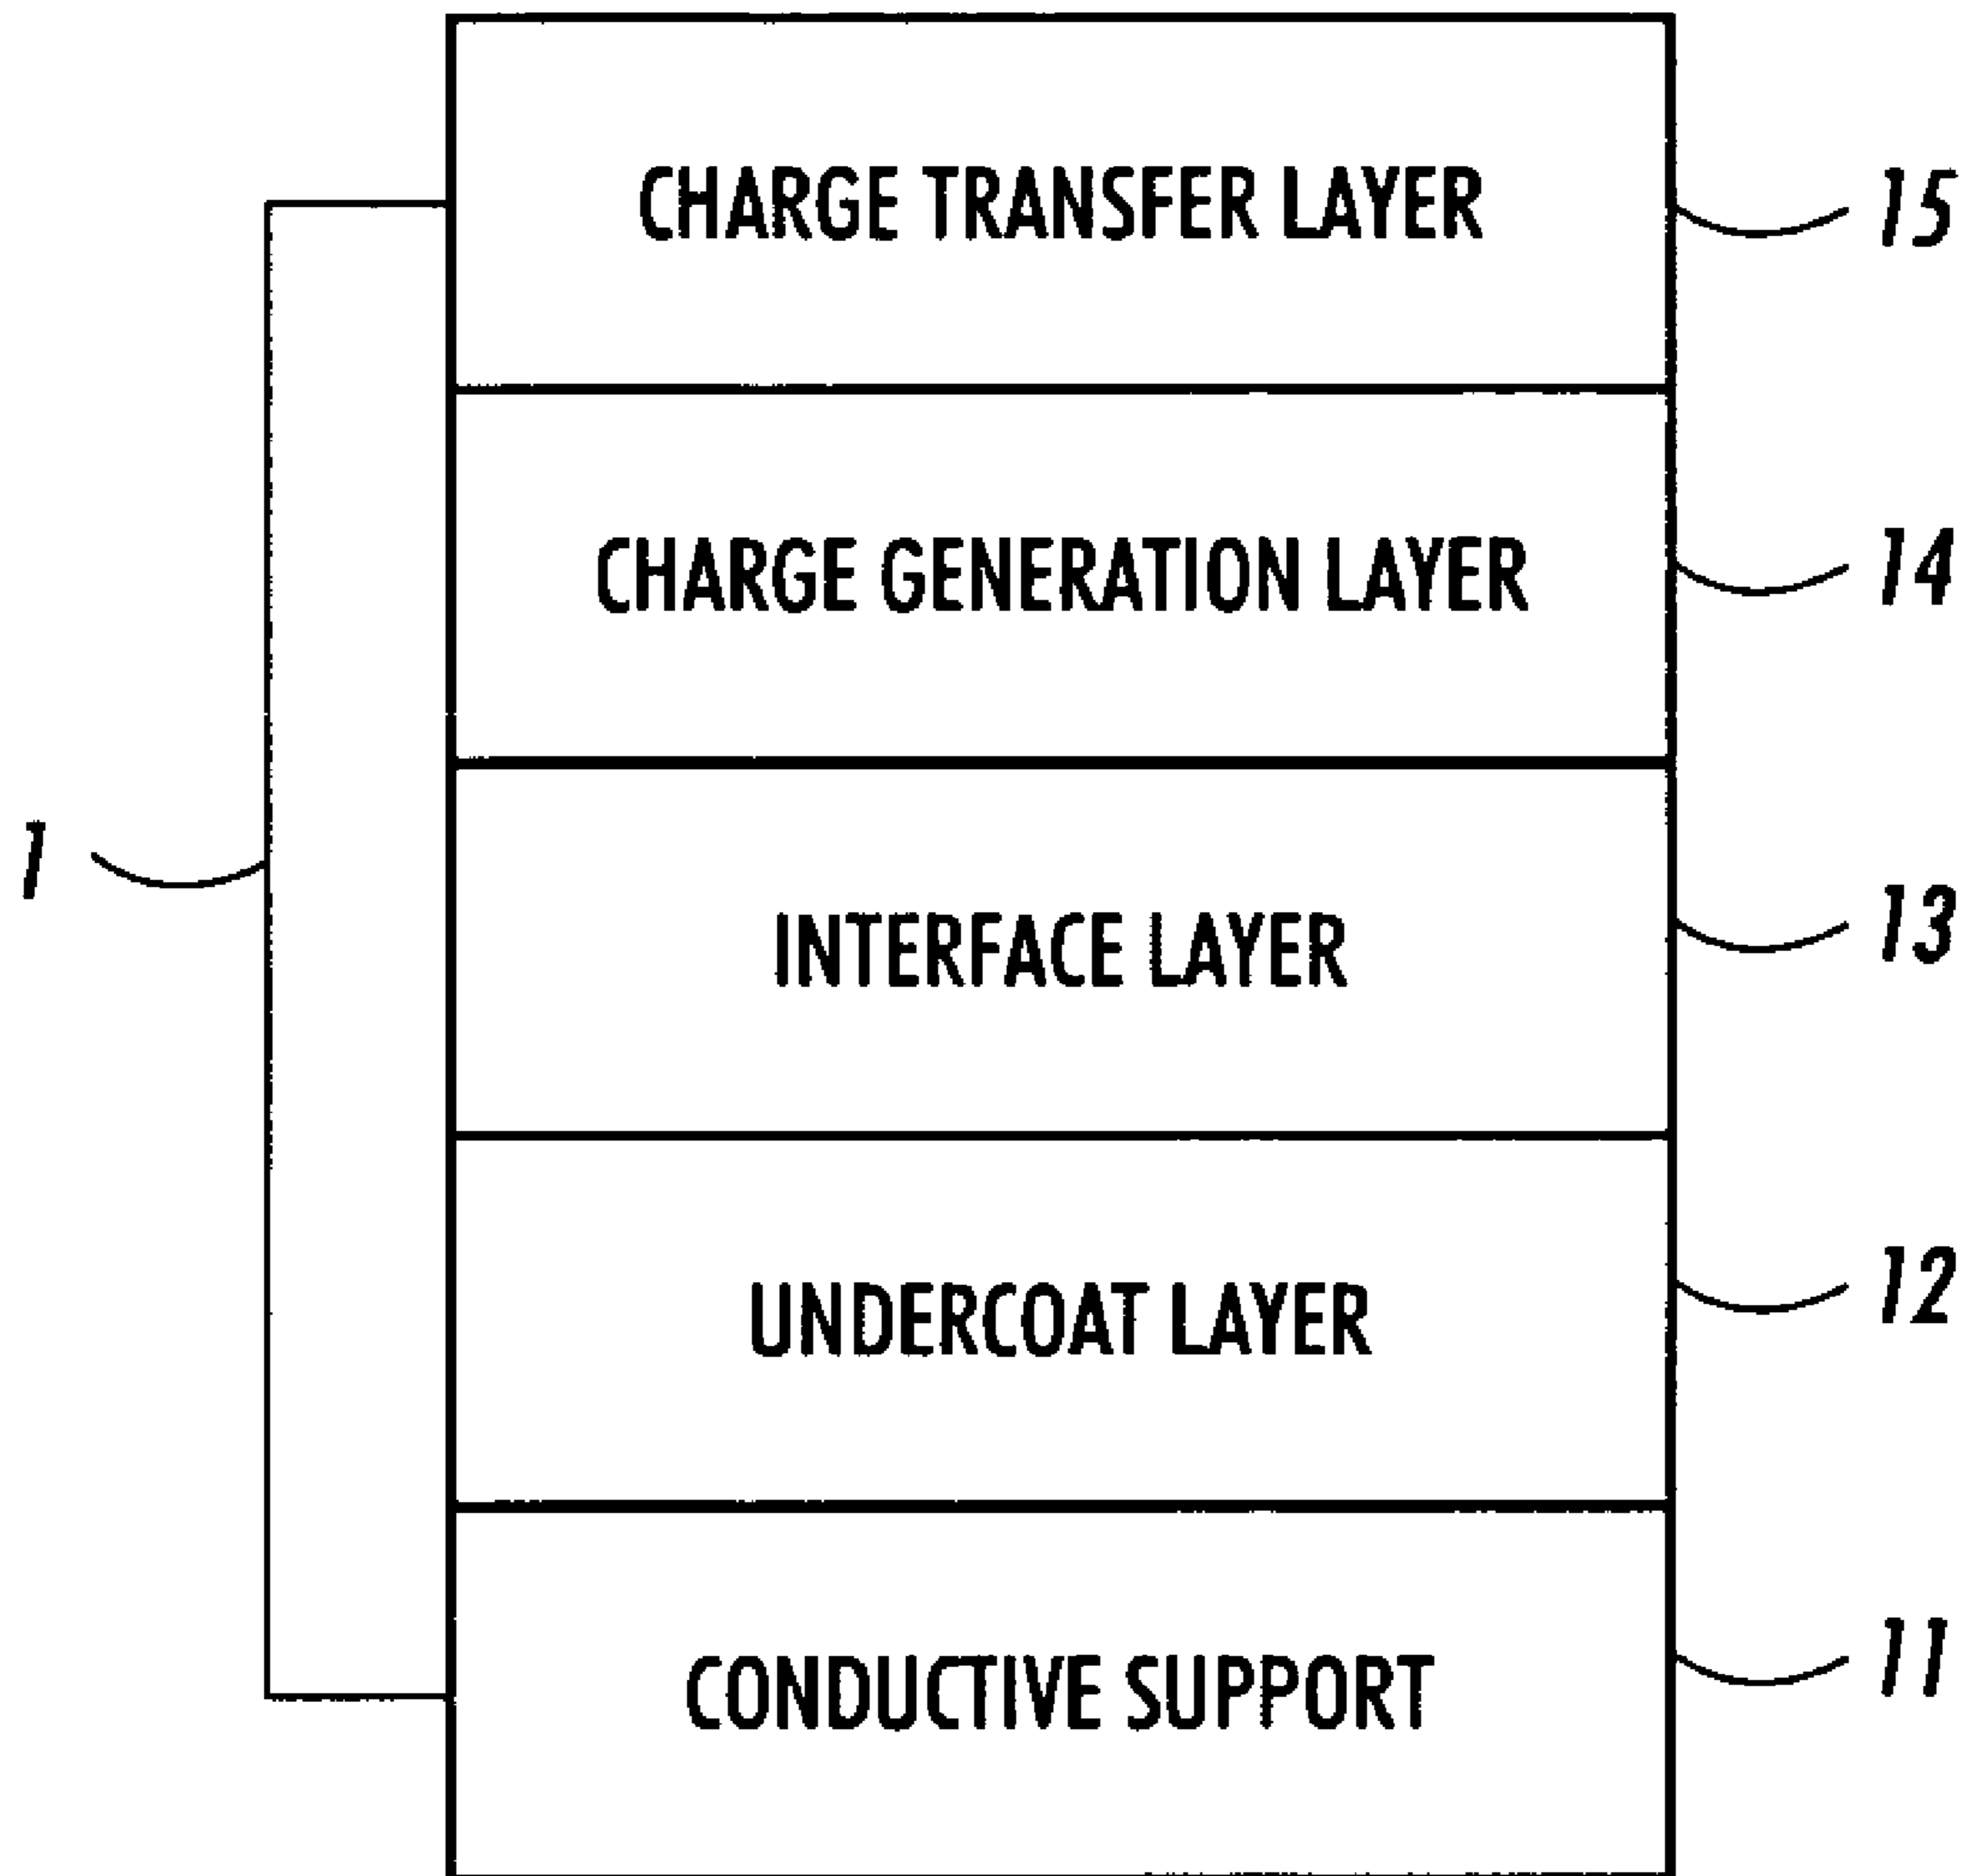 CHARGE TRANSFER LAYER
15
CHARGE GENERATION LAYER
14
1
INTERFACE LAYER
13
UNDERCOAT LAYER
12
CONDUCTIVE SUPPORT
11